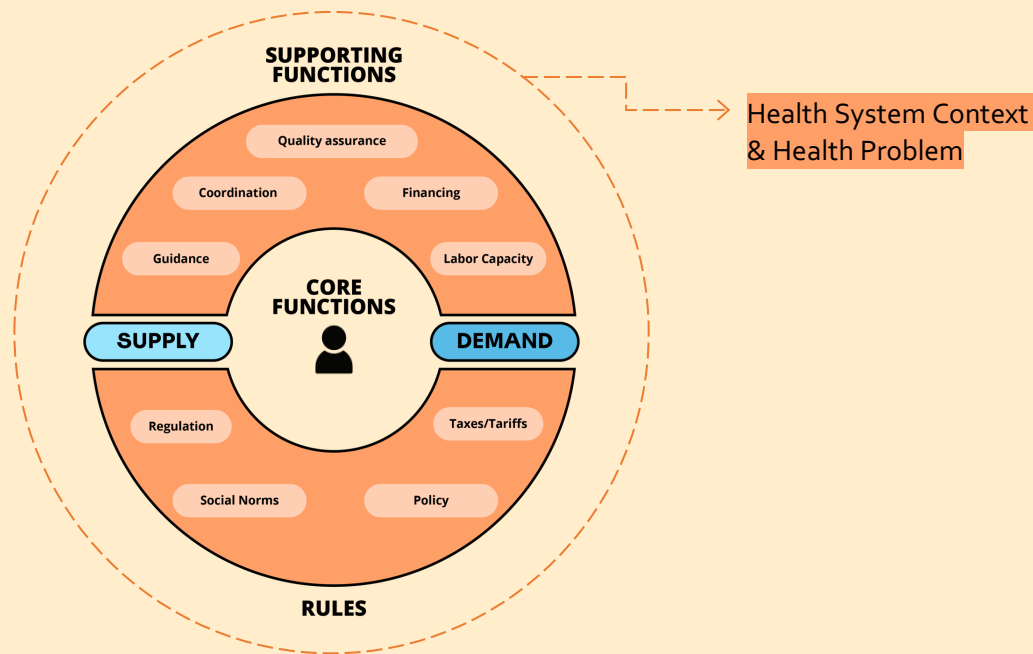 SUPPORTING
FUNCTIONS
Quality assurance
Coordination
Financing
Guidance
Labor Capacity
CORE
FUNCTIONS
SUPPLY
DEMAND
Regulation
Taxes/Tariffs
Social Norms
Policy
RULES
Health System Context
& Health Problem